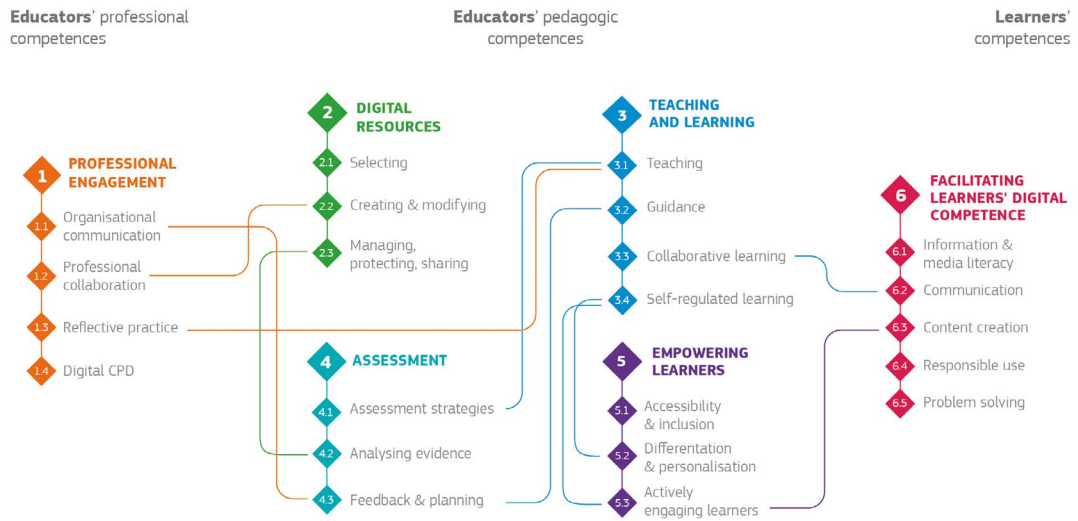 Educators' professional
competences
Educators' pedagogic
competences
Learners'
competences
1
PROFESSIONAL
ENGAGEMENT
1.1
Organisational
communication
1.2
Professional
collaboration
1.3
Reflective practice
1.4
Digital CPD
2
DIGITAL
RESOURCES
2.1
Selecting
2.2
Creating & modifying
2.3
Managing,
protecting, sharing
4
ASSESSMENT
4.1
Assessment strategies
4.2
Analysing evidence
4.3
Feedback & planning
3
TEACHING
AND LEARNING
3.1
Teaching
3.2
Guidance
3.3
Collaborative learning
3.4
Self-regulated learning
5
EMPOWERING
LEARNERS
5.1
Accessibility
& inclusion
5.2
Differentation
& personalisation
5.3
Actively
engaging learners
6
FACILITATING
LEARNERS' DIGITAL
COMPETENCE
6.1
Information &
media literacy
6.2
Communication
6.3
Content creation
6.4
Responsible use
6.5
Problem solving